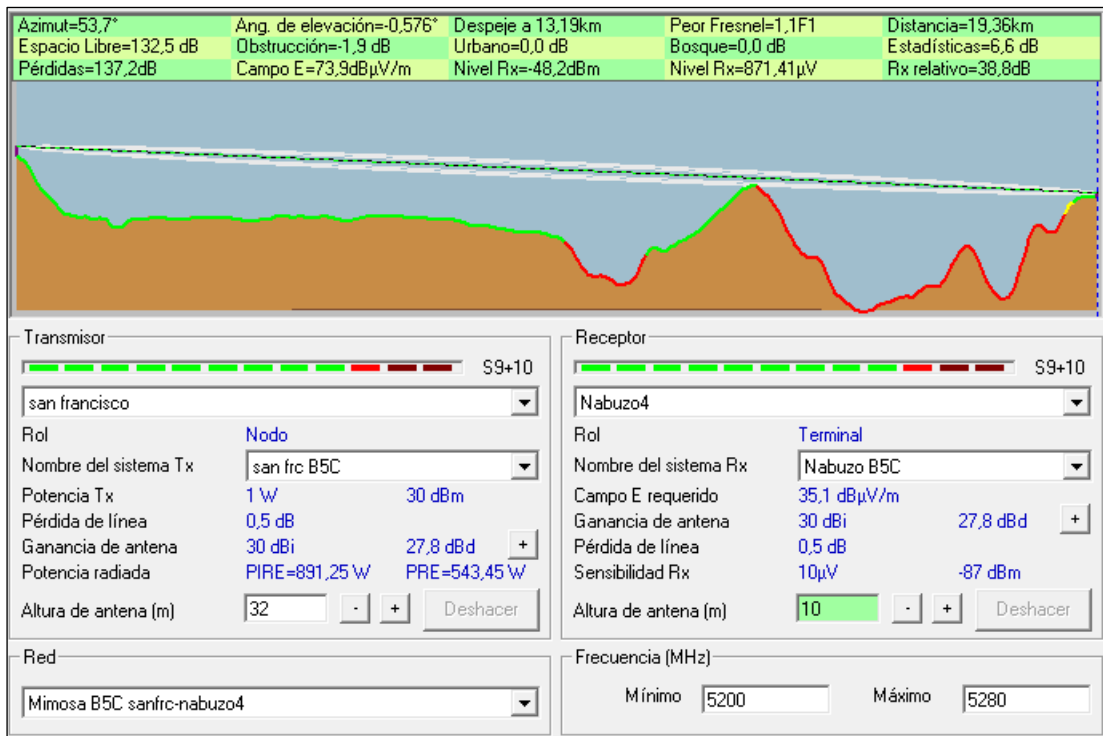 Azimut=53,7° Ang. de elevación=-0,576° Despeje a 13,19km Peor Fresnel=1,1F1 Distancia=19,36km
Espacio Libre=132,5 dB Obstrucción=-1,9 dB Urbano=0,0 dB Bosque=0,0 dB Estadísticas=6,6 dB
Pérdidas=137,2dB Campo E=73,9dBµV/m Nivel Rx=-48,2dBm Nivel Rx=871,41µV Rx relativo=38,8dB
Transmisor
S9+10
san francisco
Rol Nodo
Nombre del sistema Tx san frc B5C
Potencia Tx 1 W 30 dBm
Pérdida de línea 0,5 dB
Ganancia de antena 30 dBi 27,8 dBd +
Potencia radiada PIRE=891,25 W PRE=543,45 W
Altura de antena (m) 32 - + Deshacer
Receptor
S9+10
Nabuzo4
Rol Terminal
Nombre del sistema Rx Nabuzo B5C
Campo E requerido 35,1 dBµV/m
Ganancia de antena 30 dBi 27,8 dBd +
Pérdida de línea 0,5 dB
Sensibilidad Rx 10µV -87 dBm
Altura de antena (m) 10 - + Deshacer
Red
Mimosa B5C sanfrc-nabuzo4
Frecuencia (MHz)
Mínimo 5200 Máximo 5280